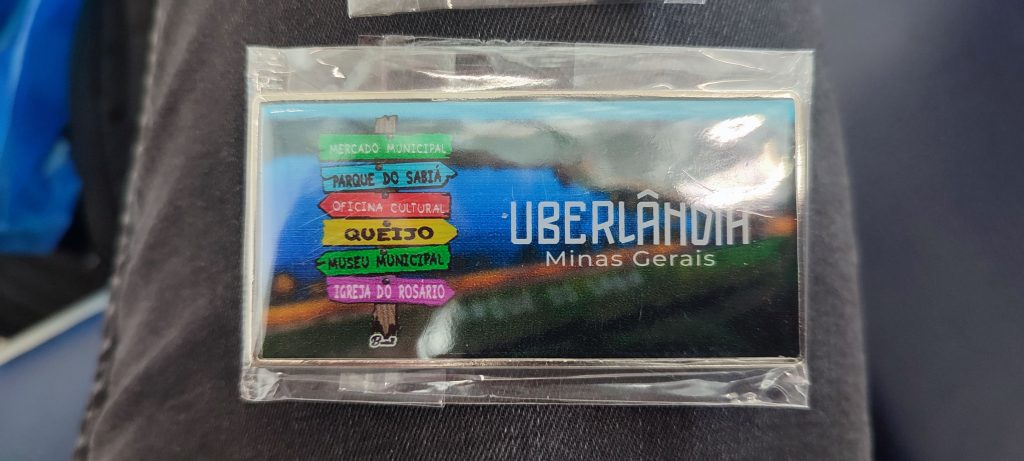 MERCADO MUNICIPAL
PARQUE DO SABIÁ
OFICINA CULTURAL
QUEIJO
MUSEU MUNICIPAL
IGREJA DO ROSÁRIO
UBERLÂNDIA
Minas Gerais